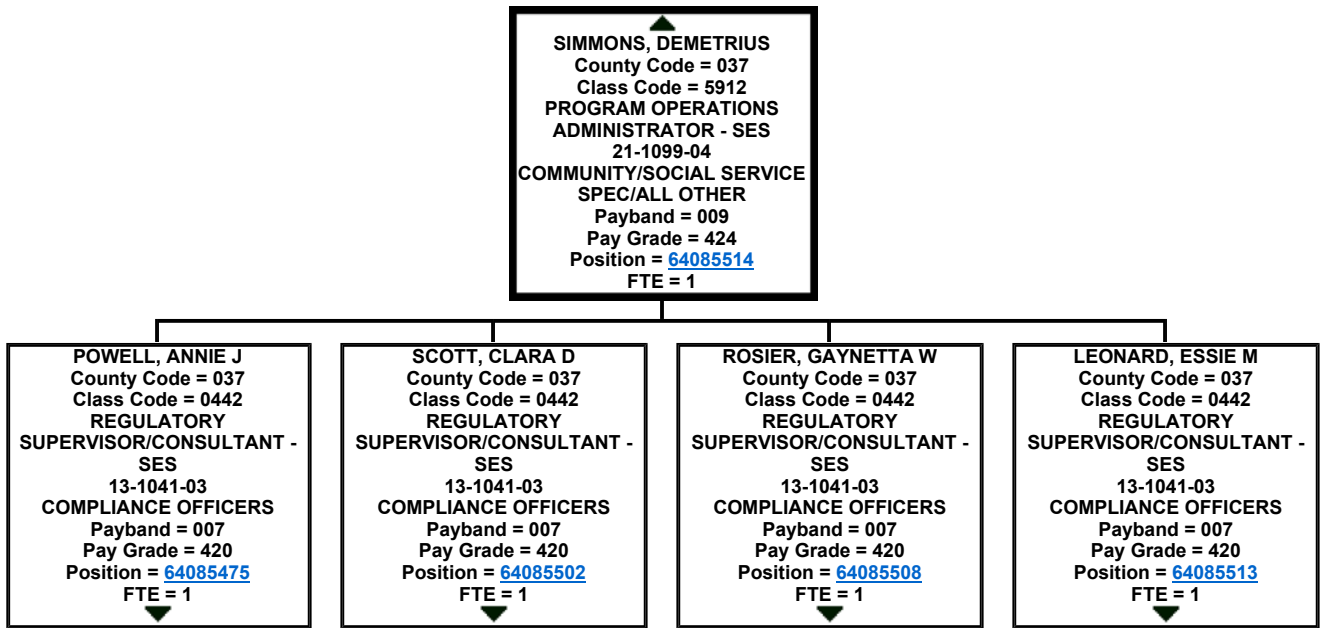 SIMMONS, DEMETRIUS
County Code = 037
Class Code = 5912
PROGRAM OPERATIONS
ADMINISTRATOR - SES
21-1099-04
COMMUNITY/SOCIAL SERVICE
SPEC/ALL OTHER
Payband = 009
Pay Grade = 424
Position = 64085514
FTE = 1
POWELL, ANNIE J
County Code = 037
Class Code = 0442
REGULATORY
SUPERVISOR/CONSULTANT -
SES
13-1041-03
COMPLIANCE OFFICERS
Payband = 007
Pay Grade = 420
Position = 64085475
FTE = 1
SCOTT, CLARA D
County Code = 037
Class Code = 0442
REGULATORY
SUPERVISOR/CONSULTANT -
SES
13-1041-03
COMPLIANCE OFFICERS
Payband = 007
Pay Grade = 420
Position = 64085502
FTE = 1
ROSIER, GAYNETTA W
County Code = 037
Class Code = 0442
REGULATORY
SUPERVISOR/CONSULTANT -
SES
13-1041-03
COMPLIANCE OFFICERS
Payband = 007
Pay Grade = 420
Position = 64085508
FTE = 1
LEONARD, ESSIE M
County Code = 037
Class Code = 0442
REGULATORY
SUPERVISOR/CONSULTANT -
SES
13-1041-03
COMPLIANCE OFFICERS
Payband = 007
Pay Grade = 420
Position = 64085513
FTE = 1